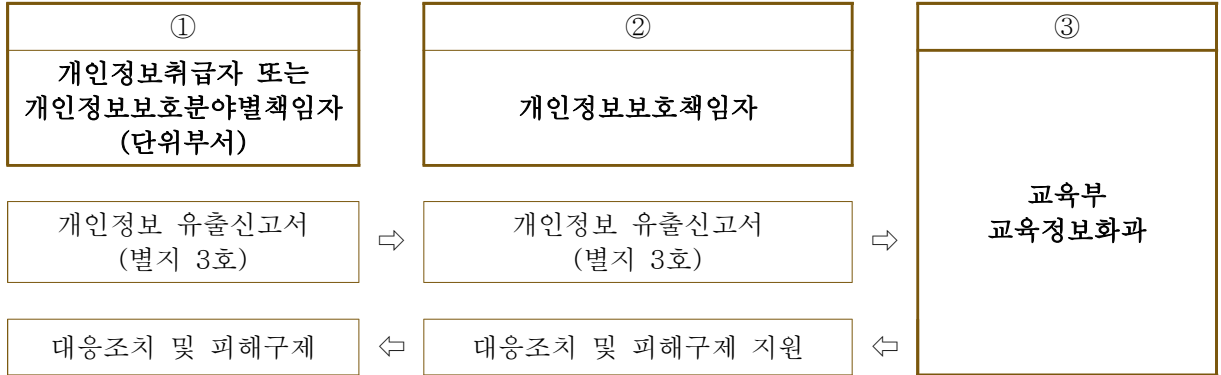 ①
개인정보취급자 또는
개인정보보호분야별책임자
(단위부서)
②
개인정보보호책임자
③
교육부
교육정보화과
개인정보 유출신고서
(별지 3호)
⇨
개인정보 유출신고서
(별지 3호)
⇨
대응조치 및 피해구제
⇦
대응조치 및 피해구제 지원
⇦